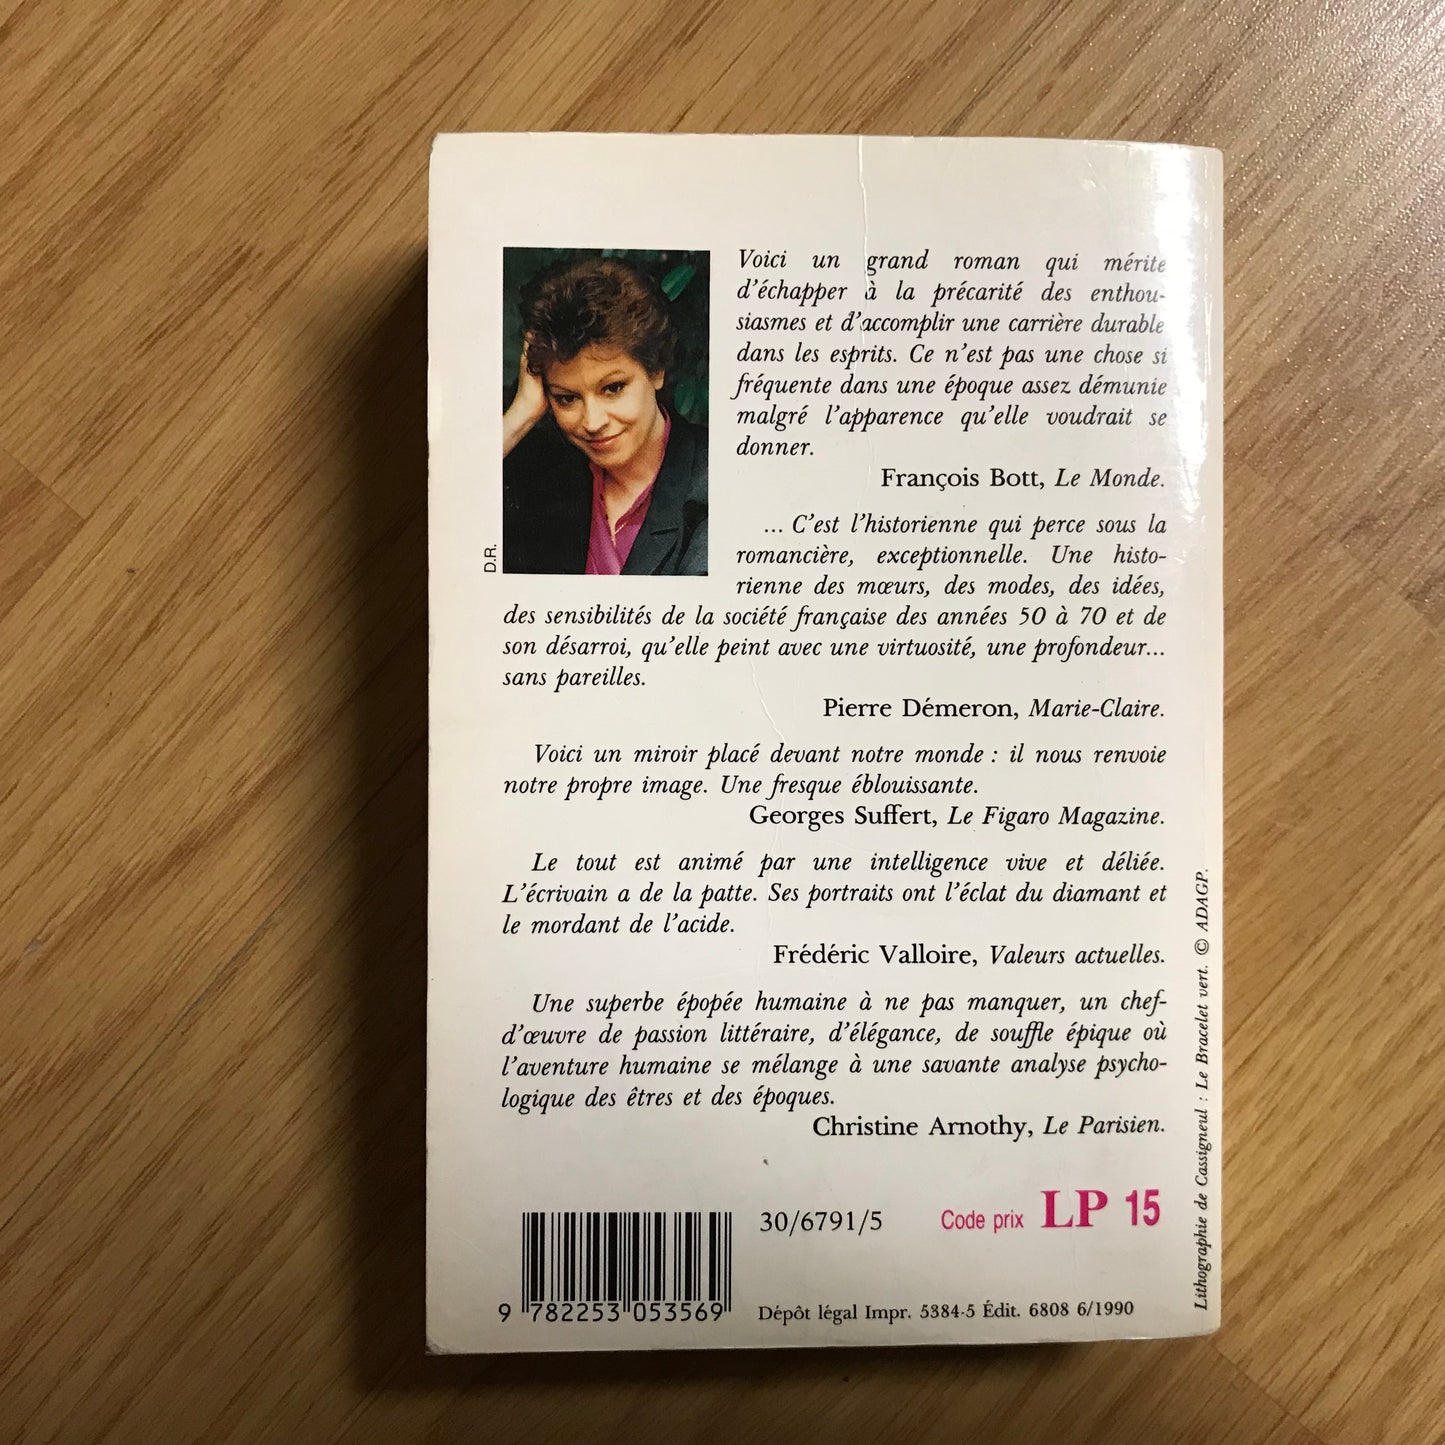 Voici un grand roman qui mérite
d'échapper à la précarité des enthou-
siasmes et d'accomplir une carrière durable
dans les esprits. Ce n'est pas une chose si
fréquente dans une époque assez démunie
malgré l'apparence qu'elle voudrait se
donner.
François Bott, Le Monde.
... C'est l'historienne qui perce sous la
romancière, exceptionnelle. Une histo-
rienne des mœurs, des modes, des idées,
des sensibilités de la société française des années 50 à 70 et de
son désarroi, qu'elle peint avec une virtuosité, une profondeur...
sans pareilles.
Pierre Démeron, Marie-Claire.
Voici un miroir placé devant notre monde : il nous renvoie
notre propre image. Une fresque éblouissante.
Georges Suffert, Le Figaro Magazine.
Le tout est animé par une intelligence vive et déliée.
L'écrivain a de la patte. Ses portraits ont l'éclat du diamant et
le mordant de l'acide.
Frédéric Valloire, Valeurs actuelles.
Une superbe épopée humaine à ne pas manquer, un chef-
d'œuvre de passion littéraire, d'élégance, de souffle épique où
l'aventure humaine se mélange à une savante analyse psycho-
logique des êtres et des époques.
Christine Arnothy, Le Parisien.
D.R.
30/6791/5
Code prix LP 15
9 782253 053569
Dépôt légal Impr. 5384-5 Édit. 6808 6/1990
Lithographie de Cassigneul : Le Bracelet vert. © ADAGP.